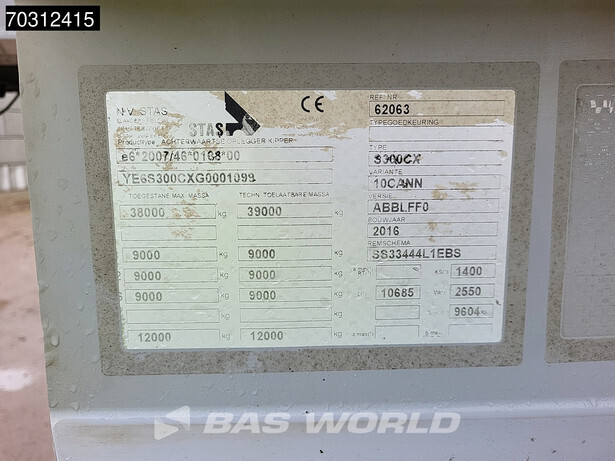 70312415
N.V. STAS
STAS
CE
REF. NR.
62063
TYPEGOEDKEURING
Producttype: ACHTERWAARTSE OPLEGGER KIPPER
e6*2007/46*0168*00
TYPE
S300CX
YE6S300CXG0001099
VARIANTE
10CANN
TOEGESTANE MAX. MASSA
TECHN. TOELAATBARE MASSA
VERSIE
ABBLFF0
38000 kg
39000 kg
BOUWJAAR
2016
REMSCHEMA
SS33444L1EBS
9000 kg
9000 kg
1400
9000 kg
9000 kg
10685
2550
9000 kg
9000 kg
9604
12000 kg
12000 kg
BAS WORLD